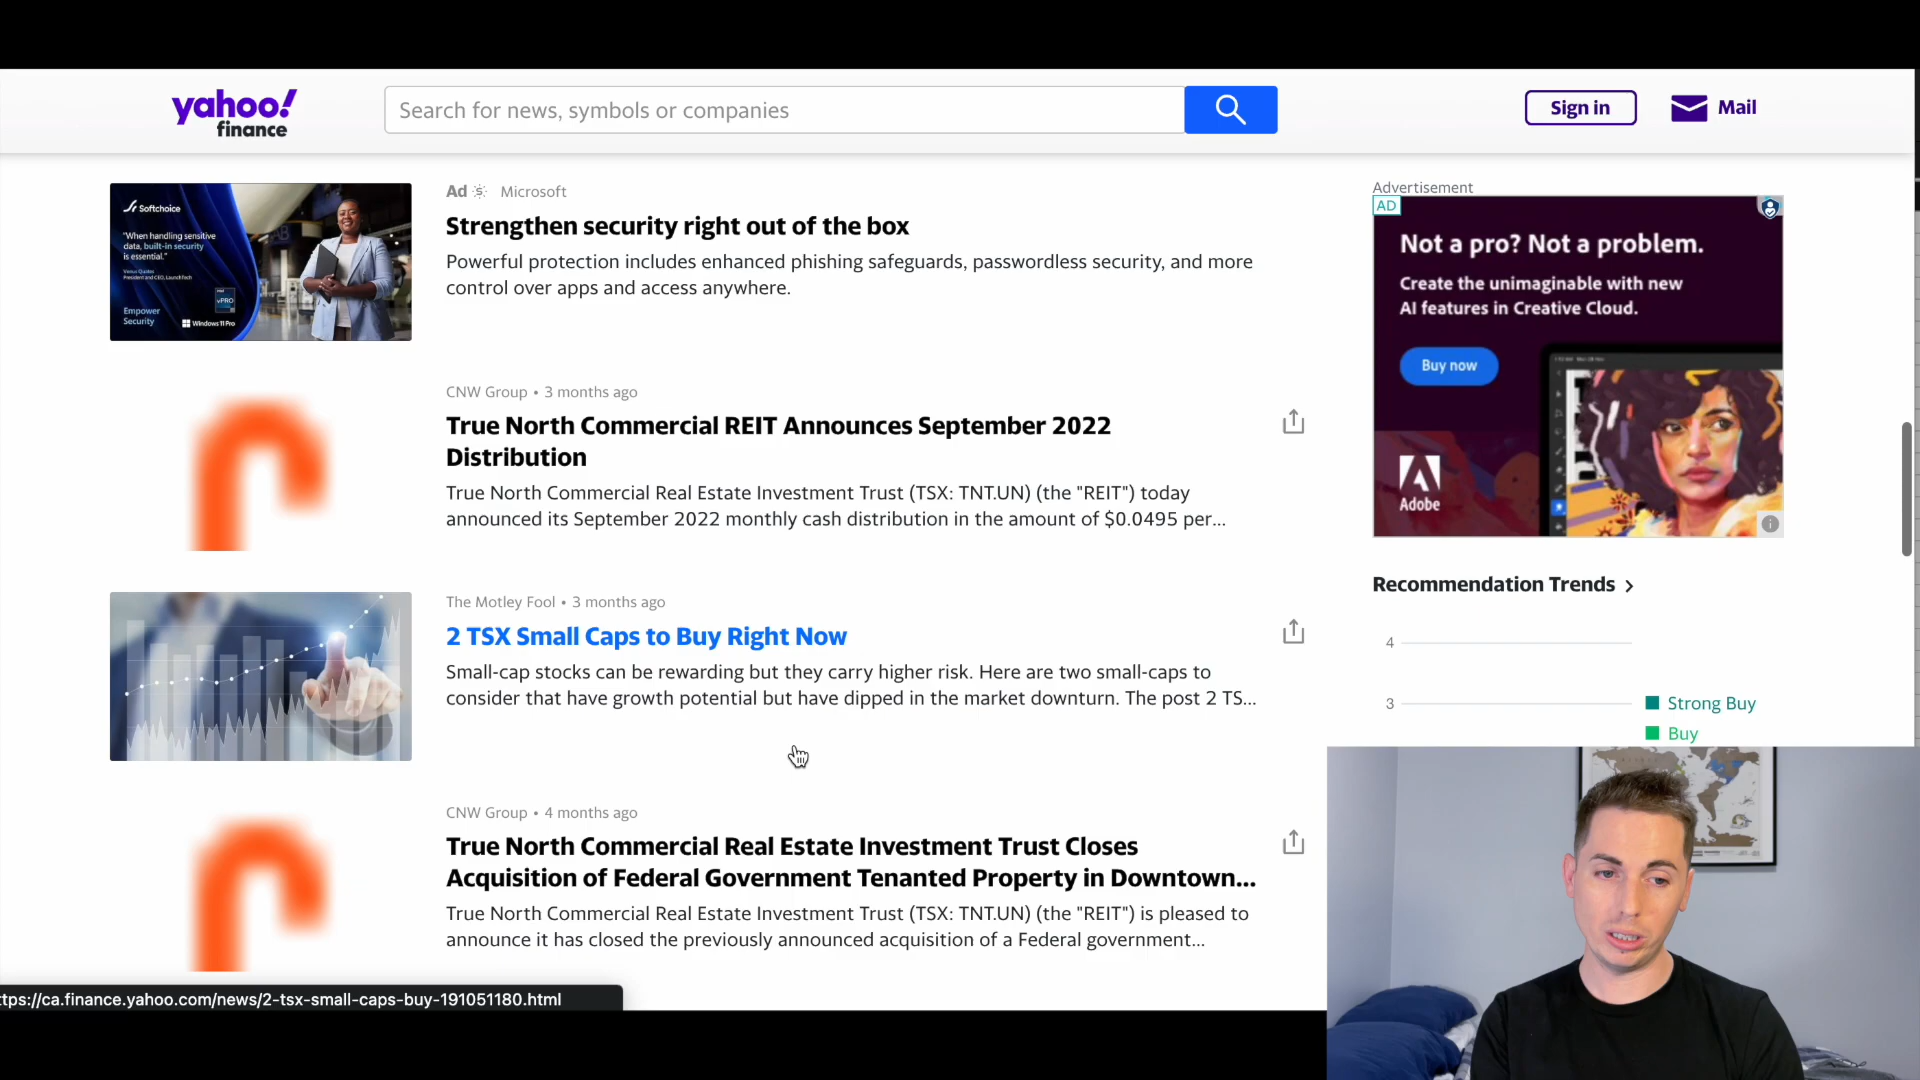 yahoo!
finance
Search for news, symbols or companies
Sign in
Mail
Softchoice
"When handling sensitive
data, built-in security
is essential."
President and CEO, LaunchTech
Empower
Security
vPRO
Windows 11 Pro
Ad
Microsoft
Strengthen security right out of the box
Powerful protection includes enhanced phishing safeguards, passwordless security, and more
control over apps and access anywhere.
CNW Group • 3 months ago
True North Commercial REIT Announces September 2022
Distribution
True North Commercial Real Estate Investment Trust (TSX: TNT.UN) (the "REIT") today
announced its September 2022 monthly cash distribution in the amount of $0.0495 per...
The Motley Fool • 3 months ago
2 TSX Small Caps to Buy Right Now
Small-cap stocks can be rewarding but they carry higher risk. Here are two small-caps to
consider that have growth potential but have dipped in the market downturn. The post 2 TS...
CNW Group • 4 months ago
True North Commercial Real Estate Investment Trust Closes
Acquisition of Federal Government Tenanted Property in Downtown...
True North Commercial Real Estate Investment Trust (TSX: TNT.UN) (the "REIT") is pleased to
announce it has closed the previously announced acquisition of a Federal government...
ttps://ca.finance.yahoo.com/news/2-tsx-small-caps-buy-191051180.html
Advertisement
AD
Not a pro? Not a problem.
Create the unimaginable with new
AI features in Creative Cloud.
Buy now
Adobe
Recommendation Trends
4
3
Strong Buy
Buy